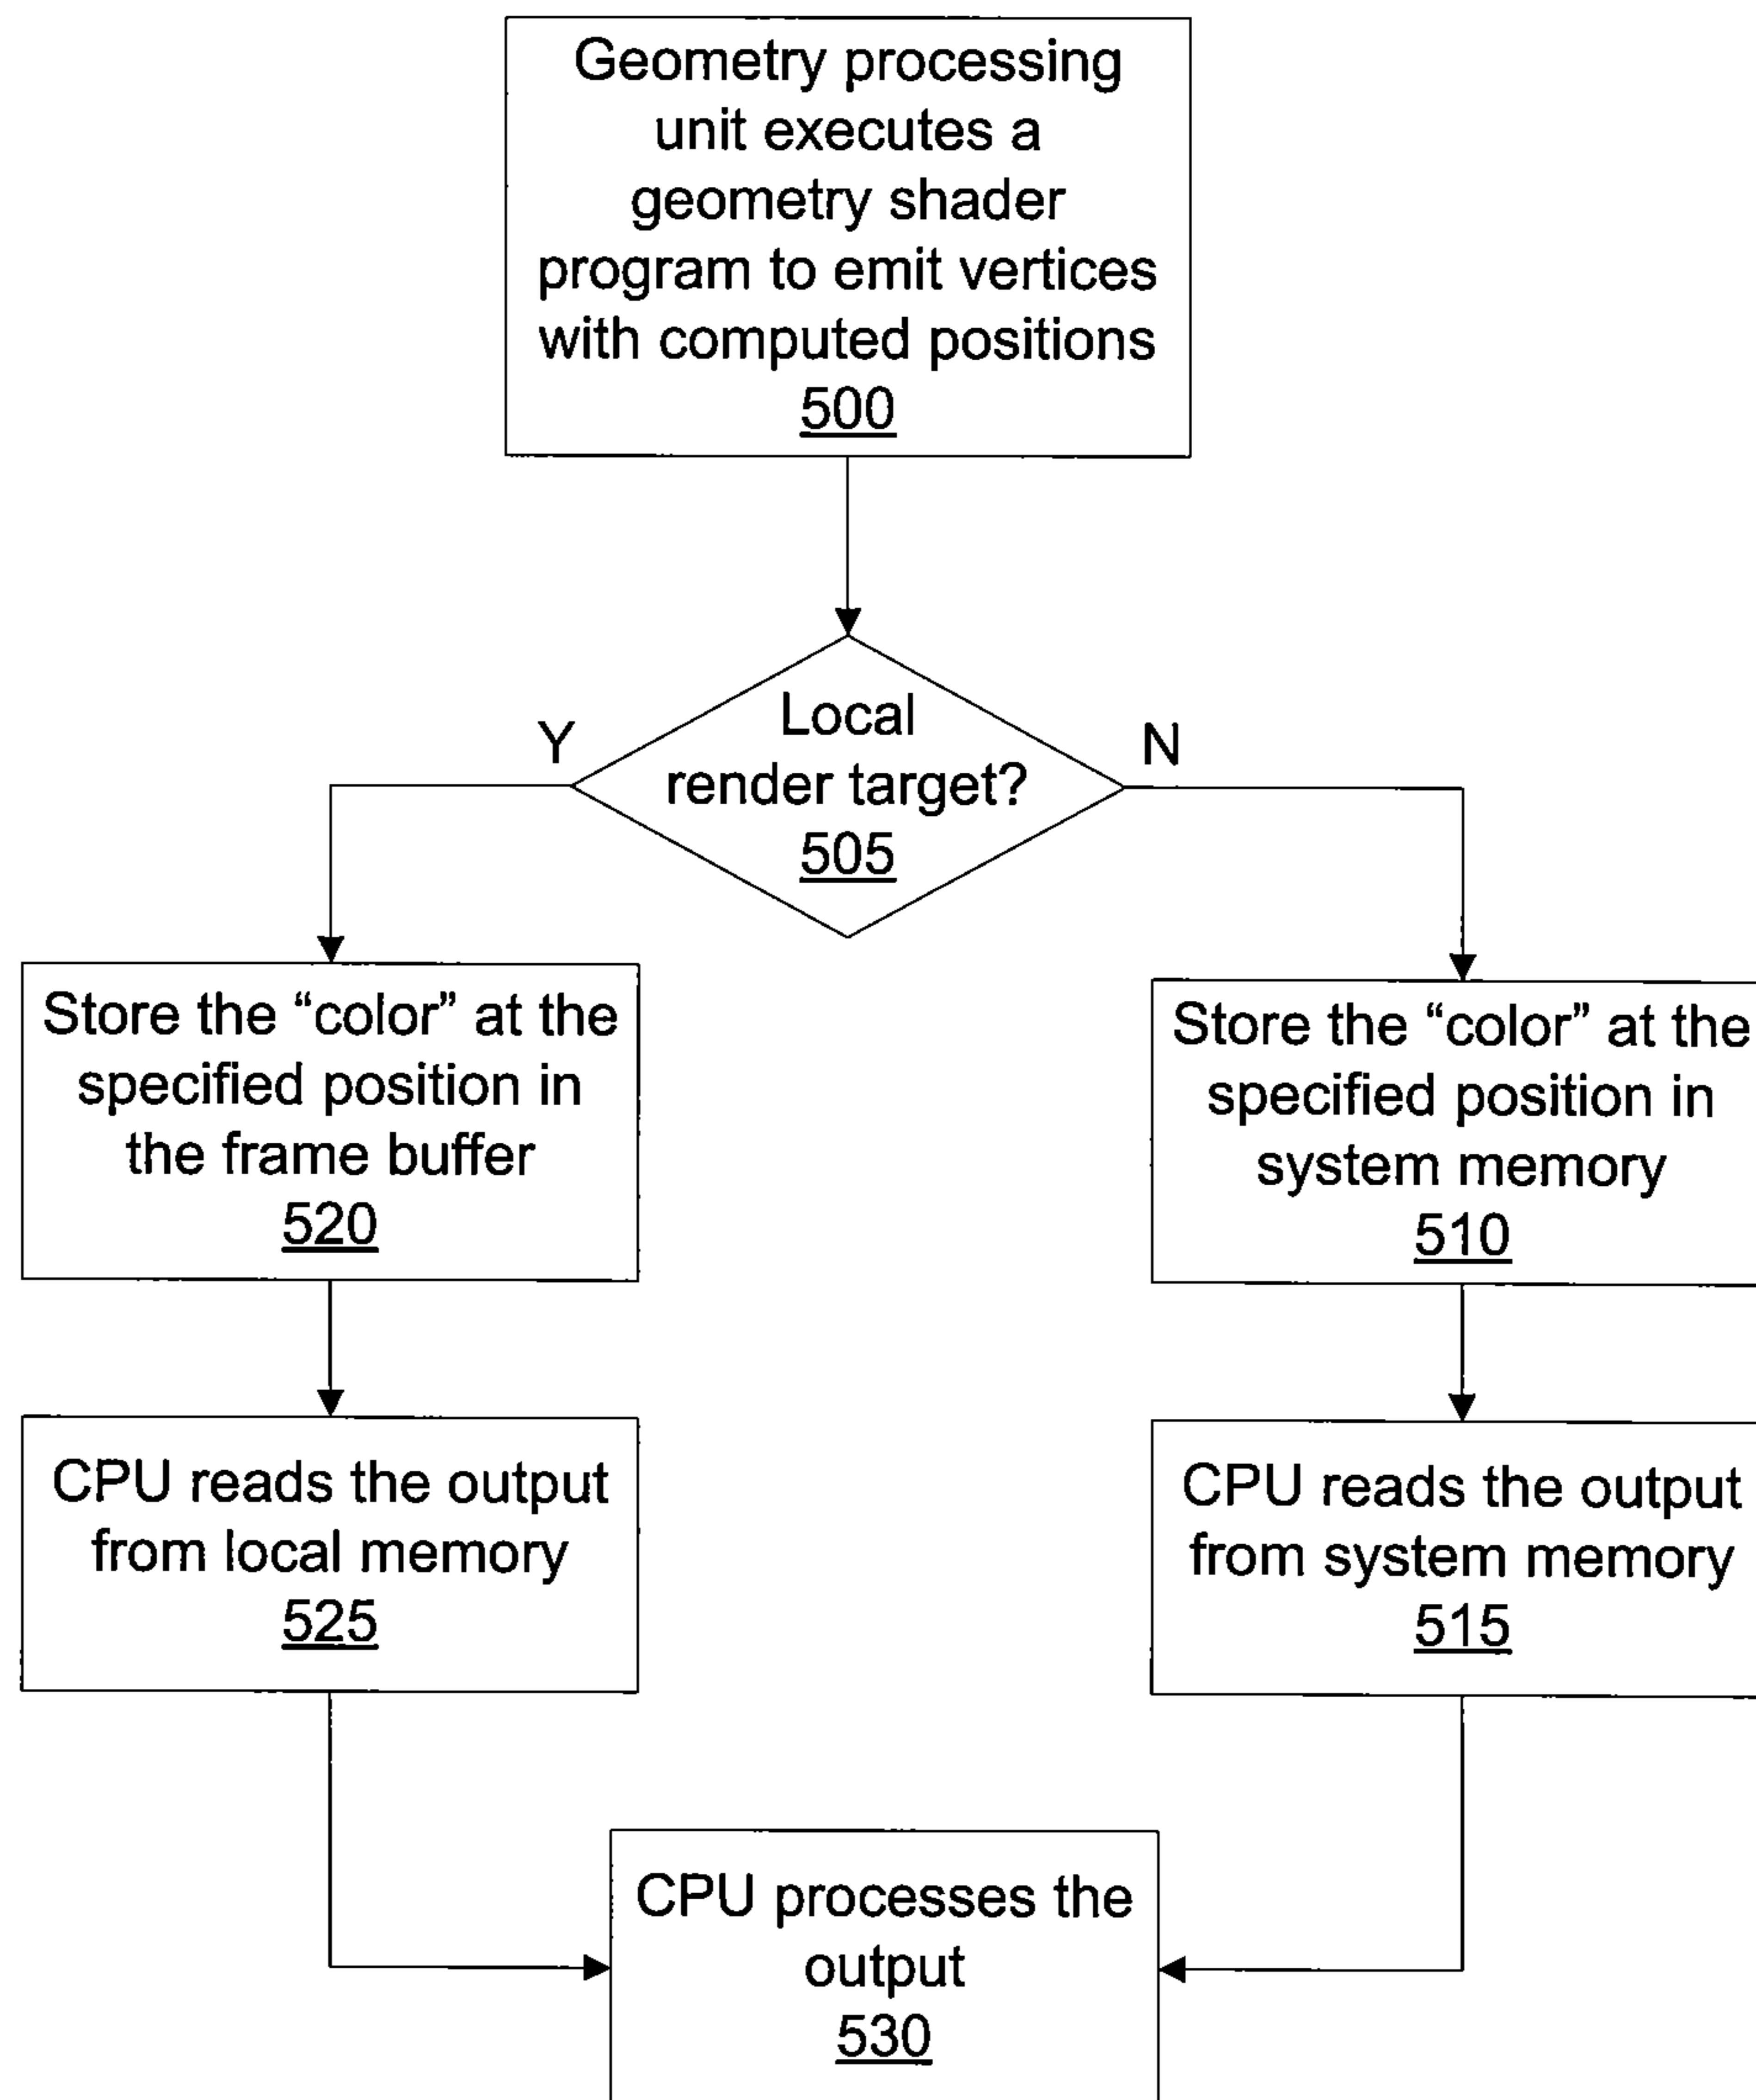 Geometry processing
unit executes a
geometry shader
program to emit vertices
with computed positions
500
Local
render target?
505
Y
N
Store the “color” at the
specified position in
the frame buffer
520
Store the “color” at the
specified position in
system memory
510
CPU reads the output
from local memory
525
CPU reads the output
from system memory
515
CPU processes the
output
530